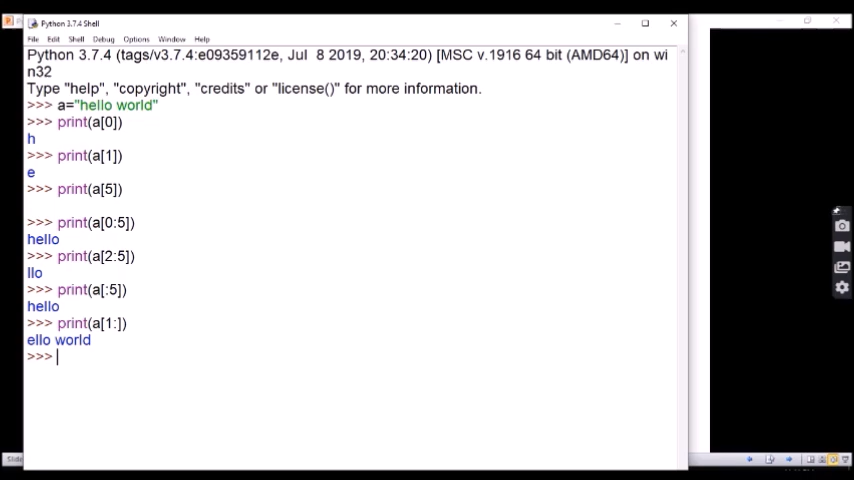 Python 3.7.4 Shell
File Edit Shell Debug Options Window Help
Python 3.7.4 (tags/v3.7.4:e09359112e, Jul  8 2019, 20:34:20) [MSC v.1916 64 bit (AMD64)] on wi
n32
Type "help", "copyright", "credits" or "license()" for more information.
>>> a="hello world"
>>> print(a[0])
h
>>> print(a[1])
e
>>> print(a[5])
>>> print(a[0:5])
hello
>>> print(a[2:5])
llo
>>> print(a[:5])
hello
>>> print(a[1:])
ello world
>>>
Slide